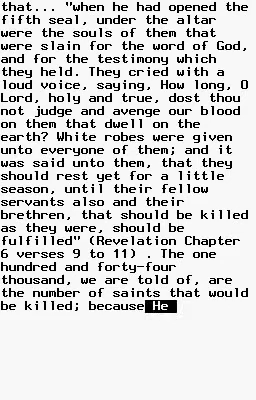 that... "when he had opened the
fifth seal, under the altar
were the souls of them that
were slain for the word of God,
and for the testimony which
they held. They cried with a
loud voice, saying, How long, O
Lord, holy and true, dost thou
not judge and avenge our blood
on them that dwell on the
earth? White robes were given
unto everyone of them; and it
was said unto them, that they
should rest yet for a little
season, until their fellow
servants also and their
brethren, that should be killed
as they were, should be
fulfilled" (Revelation Chapter
6 verses 9 to 11) . The one
hundred and forty-four
thousand, we are told of, are
the number of saints that would
be killed; because He